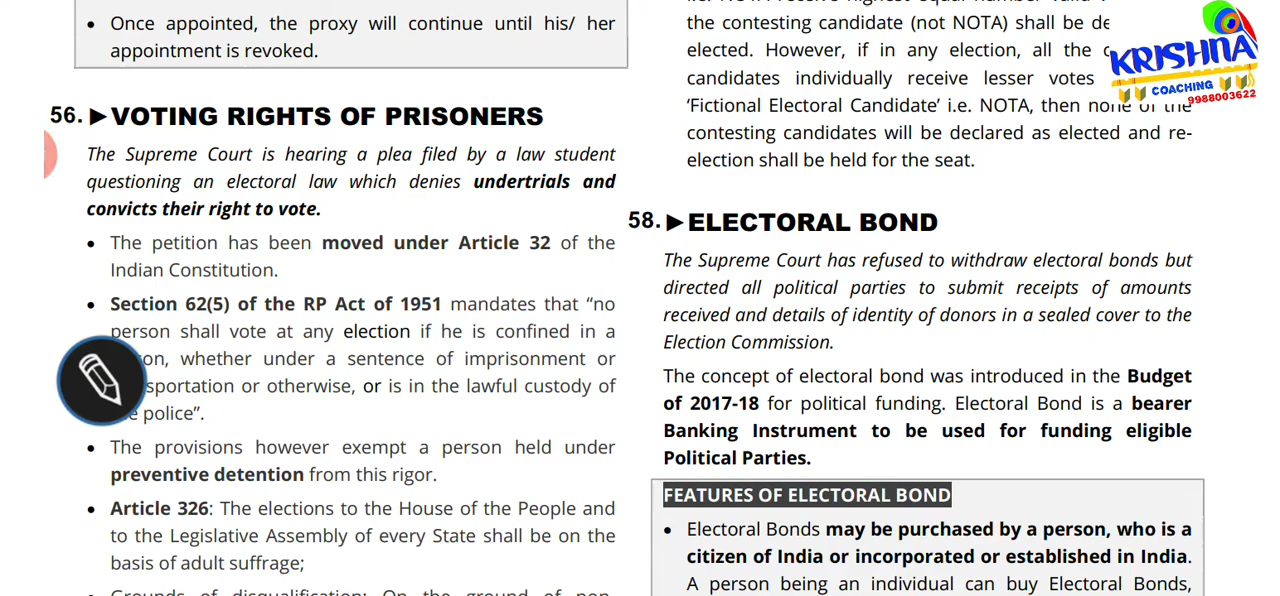 • Once appointed, the proxy will continue until his/ her
appointment is revoked.
56. ►VOTING RIGHTS OF PRISONERS
The Supreme Court is hearing a plea filed by a law student
questioning an electoral law which denies undertrials and
convicts their right to vote.
• The petition has been moved under Article 32 of the
Indian Constitution.
• Section 62(5) of the RP Act of 1951 mandates that “no
person shall vote at any election if he is confined in a
whether under a sentence of imprisonment or
or otherwise, or is in the lawful custody of
police”.
• The provisions however exempt a person held under
preventive detention from this rigor.
• Article 326: The elections to the House of the People and
to the Legislative Assembly of every State shall be on the
basis of adult suffrage;
the contesting candidate (not NOTA) shall be
elected. However, if in any election, all the
candidates individually receive lesser votes
‘Fictional Electoral Candidate’ i.e. NOTA, then none of the
contesting candidates will be declared as elected and re-
election shall be held for the seat.
58. ►ELECTORAL BOND
The Supreme Court has refused to withdraw electoral bonds but
directed all political parties to submit receipts of amounts
received and details of identity of donors in a sealed cover to the
Election Commission.
The concept of electoral bond was introduced in the Budget
of 2017-18 for political funding. Electoral Bond is a bearer
Banking Instrument to be used for funding eligible
Political Parties.
FEATURES OF ELECTORAL BOND
• Electoral Bonds may be purchased by a person, who is a
citizen of India or incorporated or established in India.
A person being an individual can buy Electoral Bonds,
KRISHNA
COACHING
9988003622